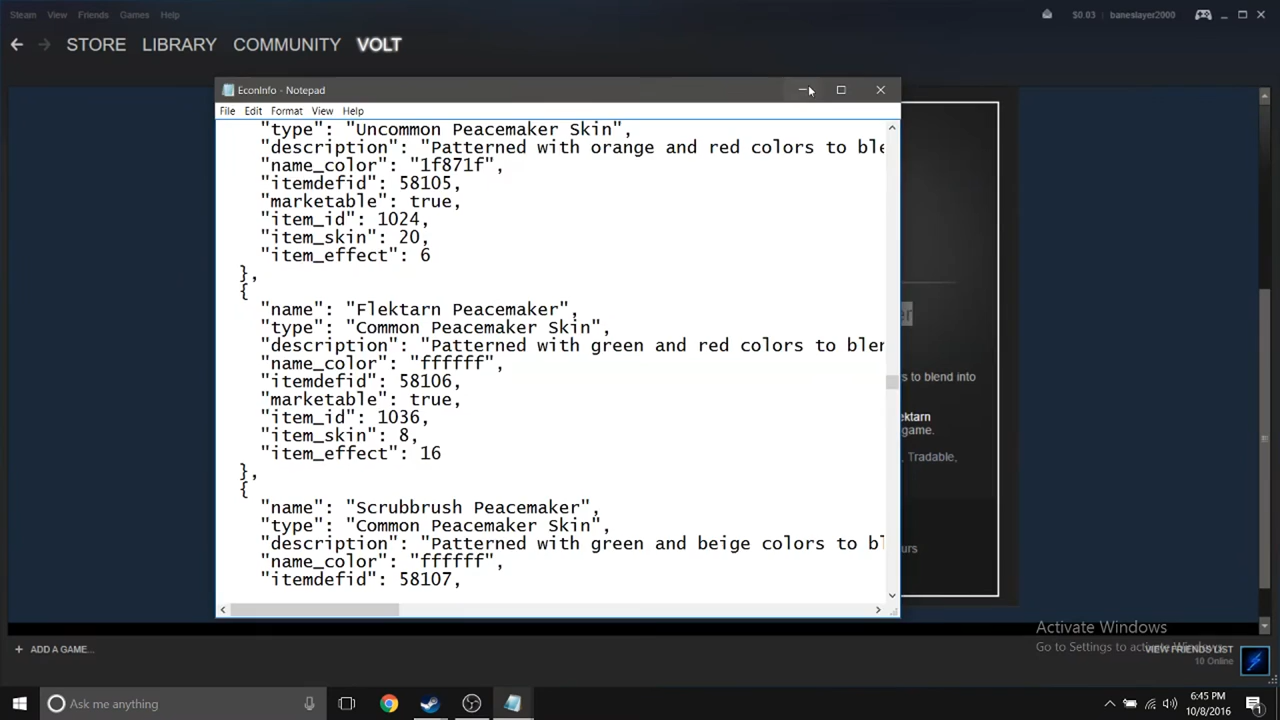 Steam View Friends Games Help
$0.03 baneslayer2000
STORE LIBRARY COMMUNITY VOLT
EconInfo - Notepad
File Edit Format View Help
"type": "Uncommon Peacemaker Skin",
"description": "Patterned with orange and red colors to ble
"name_color": "1f871f",
"itemdefid": 58105,
"marketable": true,
"item_id": 1024,
"item_skin": 20,
"item_effect": 6
},
{
"name": "Flektarn Peacemaker",
"type": "Common Peacemaker Skin",
"description": "Patterned with green and red colors to blen
"name_color": "ffffff",
"itemdefid": 58106,
"marketable": true,
"item_id": 1036,
"item_skin": 8,
"item_effect": 16
},
{
"name": "Scrubbrush Peacemaker",
"type": "Common Peacemaker Skin",
"description": "Patterned with green and beige colors to bl
"name_color": "ffffff",
"itemdefid": 58107,
er
s to blend into
ektarn
game.
, Tradable,
ours
Activate Windows
Go to Settings to activate Windows.
+ ADD A GAME...
VIEW FRIENDS LIST
10 Online
Ask me anything
6:45 PM
10/8/2016
1